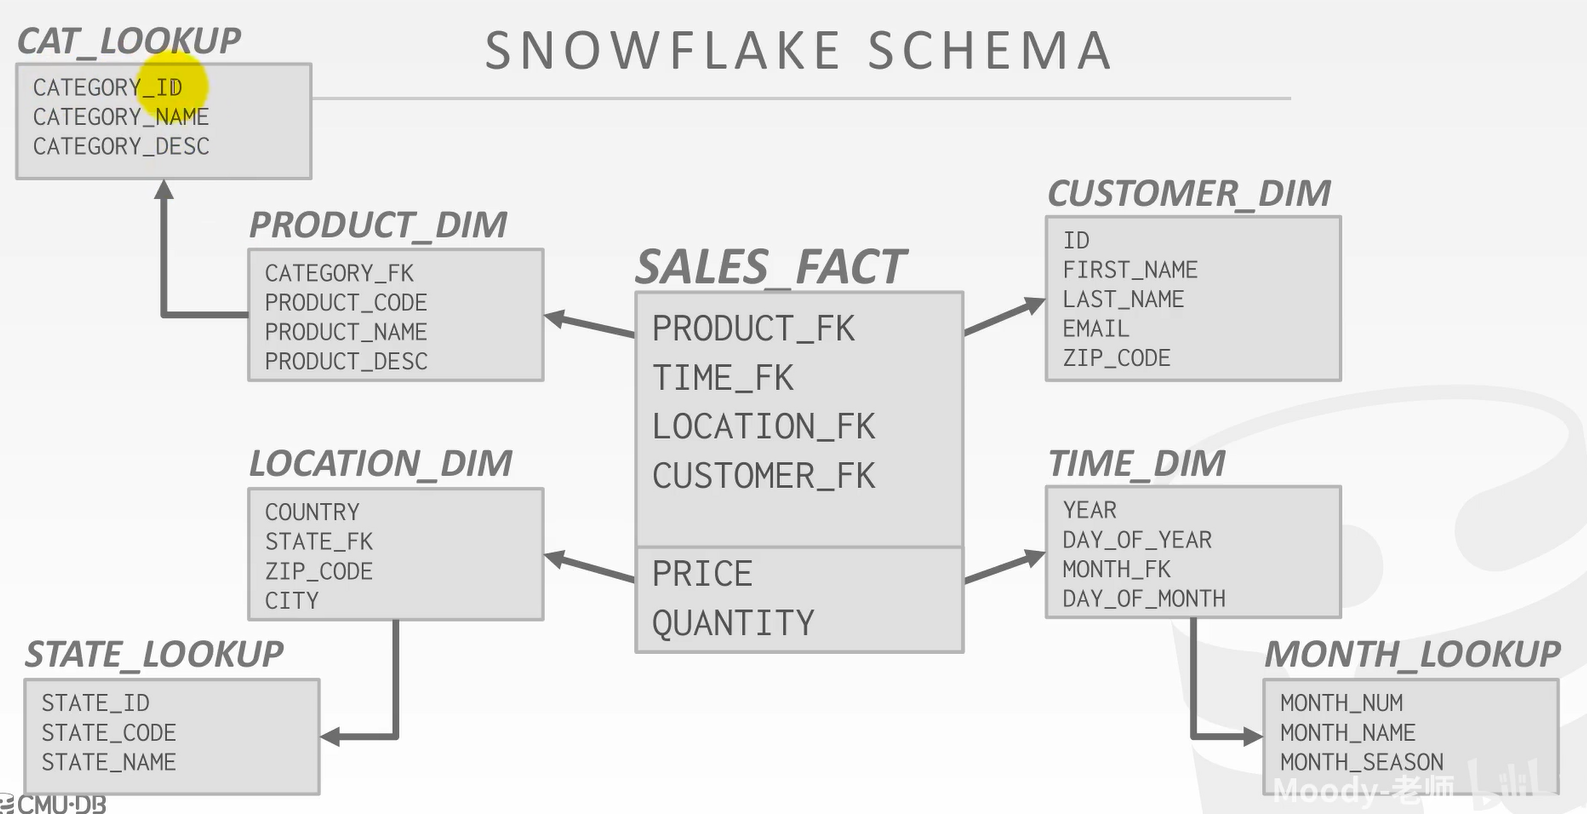 SNOWFLAKE SCHEMA
CAT_LOOKUP
CATEGORY_ID
CATEGORY_NAME
CATEGORY_DESC
PRODUCT_DIM
CATEGORY_FK
PRODUCT_CODE
PRODUCT_NAME
PRODUCT_DESC
SALES_FACT
PRODUCT_FK
TIME_FK
LOCATION_FK
CUSTOMER_FK
PRICE
QUANTITY
CUSTOMER_DIM
ID
FIRST_NAME
LAST_NAME
EMAIL
ZIP_CODE
LOCATION_DIM
COUNTRY
STATE_FK
ZIP_CODE
CITY
TIME_DIM
YEAR
DAY_OF_YEAR
MONTH_FK
DAY_OF_MONTH
STATE_LOOKUP
STATE_ID
STATE_CODE
STATE_NAME
MONTH_LOOKUP
MONTH_NUM
MONTH_NAME
MONTH_SEASON
CMU·DB
Moody-老师 bilibili